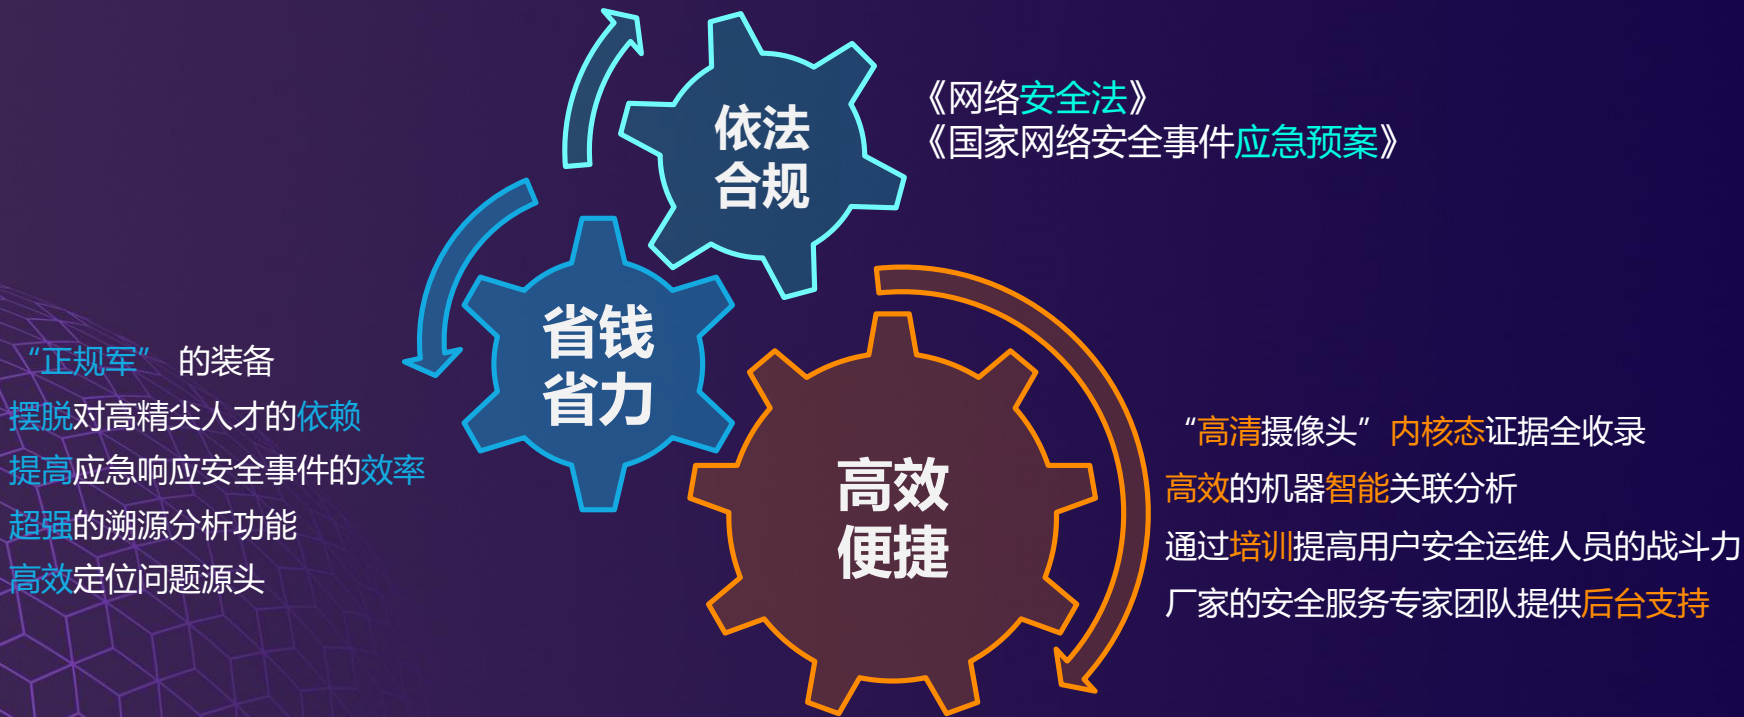 依法
合规
《网络安全法》
《国家网络安全事件应急预案》
省钱
省力
“正规军” 的装备
摆脱对高精尖人才的依赖
提高应急响应安全事件的效率
超强的溯源分析功能
高效定位问题源头
高效
便捷
“高清摄像头”内核态证据全收录
高效的机器智能关联分析
通过培训提高用户安全运维人员的战斗力
厂家的安全服务专家团队提供后台支持